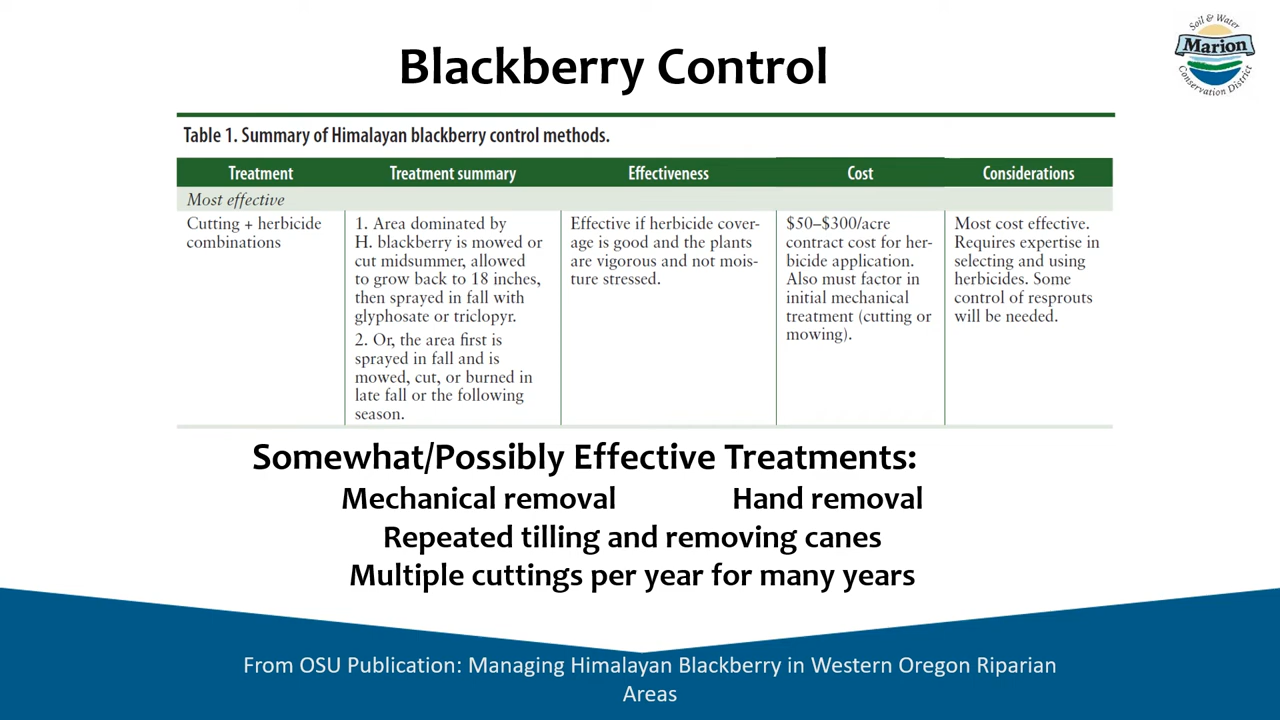 Blackberry Control
Soil & Water
Marion
Conservation District
Table 1. Summary of Himalayan blackberry control methods.
Treatment
Treatment summary
Effectiveness
Cost
Considerations
Most effective
Cutting + herbicide
combinations
1. Area dominated by
H. blackberry is mowed or
cut midsummer, allowed
to grow back to 18 inches,
then sprayed in fall with
glyphosate or triclopyr.
2. Or, the area first is
sprayed in fall and is
mowed, cut, or burned in
late fall or the following
season.
Effective if herbicide cover-
age is good and the plants
are vigorous and not mois-
ture stressed.
$50–$300/acre
contract cost for her-
bicide application.
Also must factor in
initial mechanical
treatment (cutting or
mowing).
Most cost effective.
Requires expertise in
selecting and using
herbicides. Some
control of resprouts
will be needed.
Somewhat/Possibly Effective Treatments:
Mechanical removal Hand removal
Repeated tilling and removing canes
Multiple cuttings per year for many years
From OSU Publication: Managing Himalayan Blackberry in Western Oregon Riparian
Areas